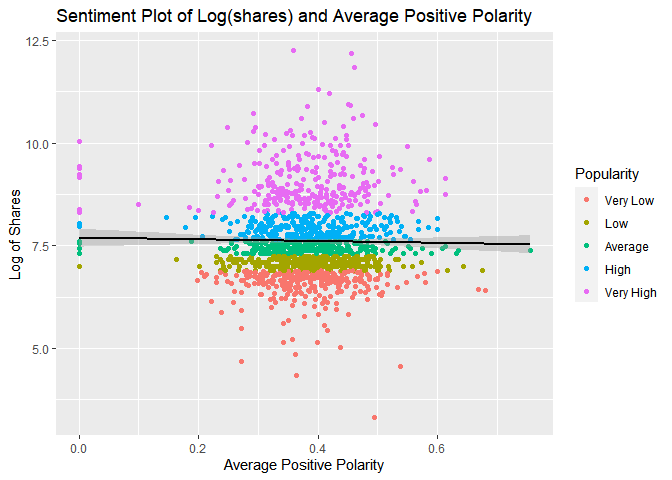 Sentiment Plot of Log(shares) and Average Positive Polarity
12.5
10.0
7.5
5.0
Log of Shares
0.0 0.2 0.4 0.6
Average Positive Polarity
Popularity
Very Low
Low
Average
High
Very High